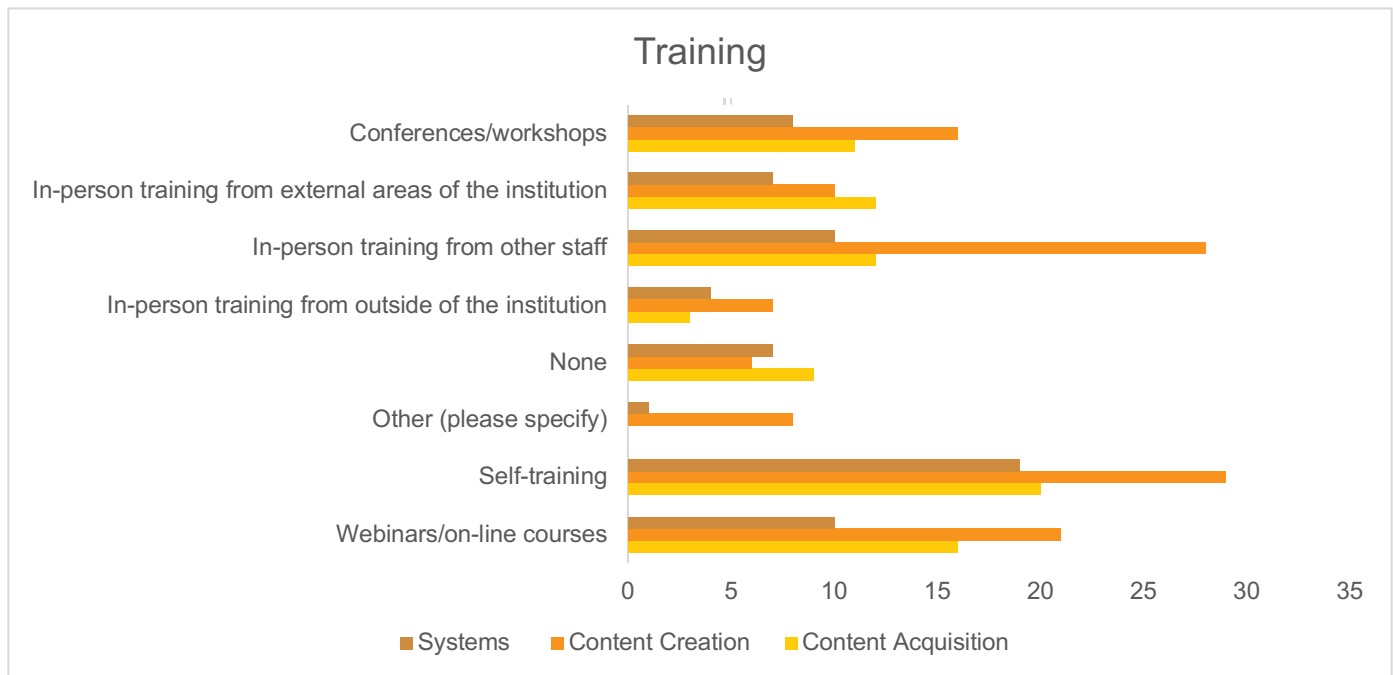 Training
Conferences/workshops
In-person training from external areas of the institution
In-person training from other staff
In-person training from outside of the institution
None
Other (please specify)
Self-training
Webinars/on-line courses
0 5 10 15 20 25 30 35
Systems Content Creation Content Acquisition